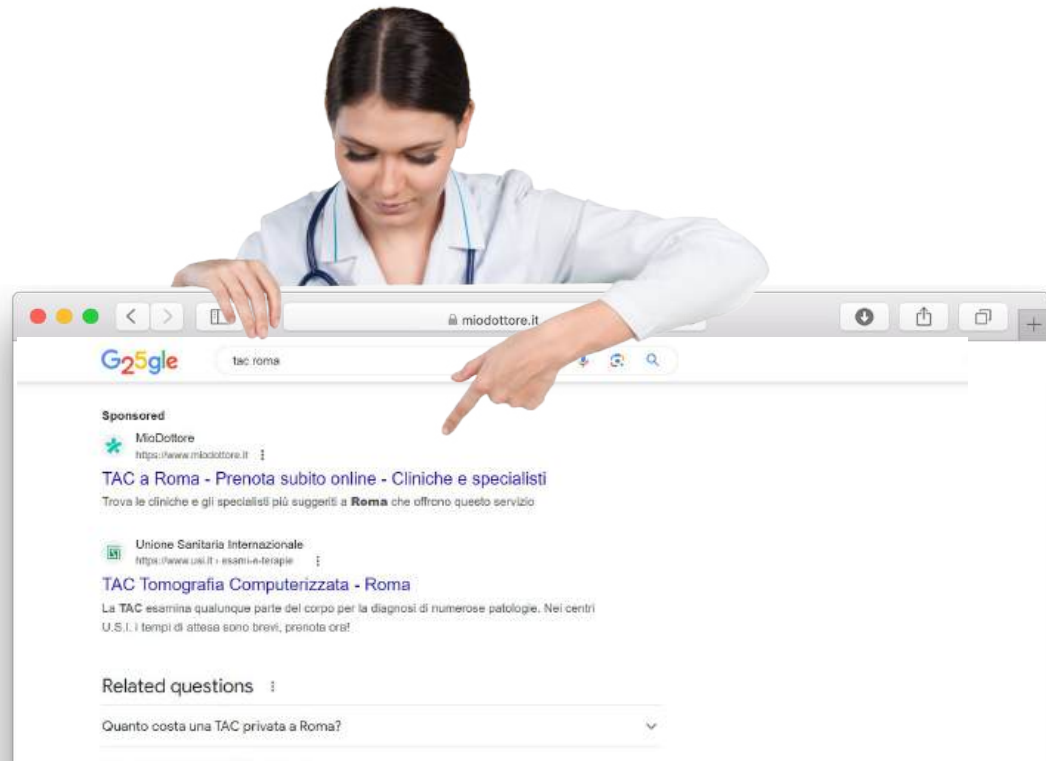 miodottore.it
G25gle
tac roma
Sponsored
MioDottore
https://www.miodottore.it
TAC a Roma - Prenota subito online - Cliniche e specialisti
Trova le cliniche e gli specialisti più suggeriti a Roma che offrono questo servizio
Unione Sanitaria Internazionale
https://www.usi.it › esami-e-terapie
TAC Tomografia Computerizzata - Roma
La TAC esamina qualunque parte del corpo per la diagnosi di numerose patologie. Nei centri
U.S.I. i tempi di attesa sono brevi, prenota ora!
Related questions
Quanto costa una TAC privata a Roma?